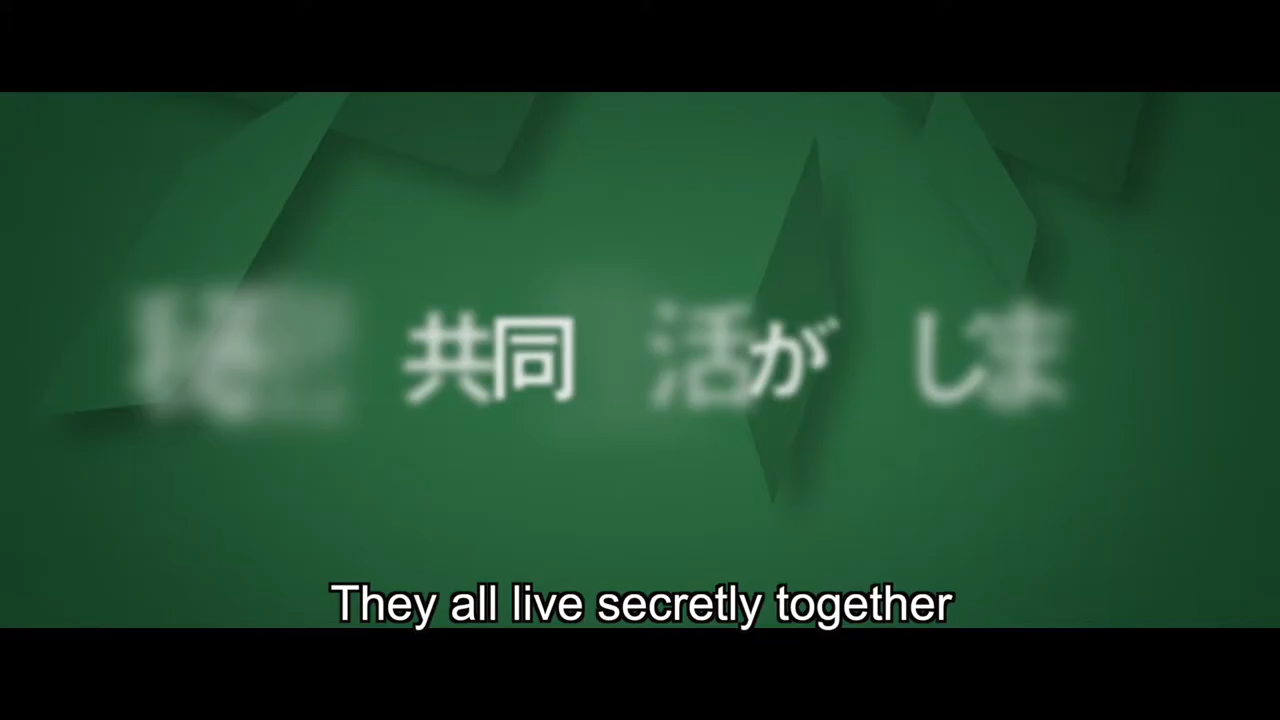 共同 活が しま
They all live secretly together